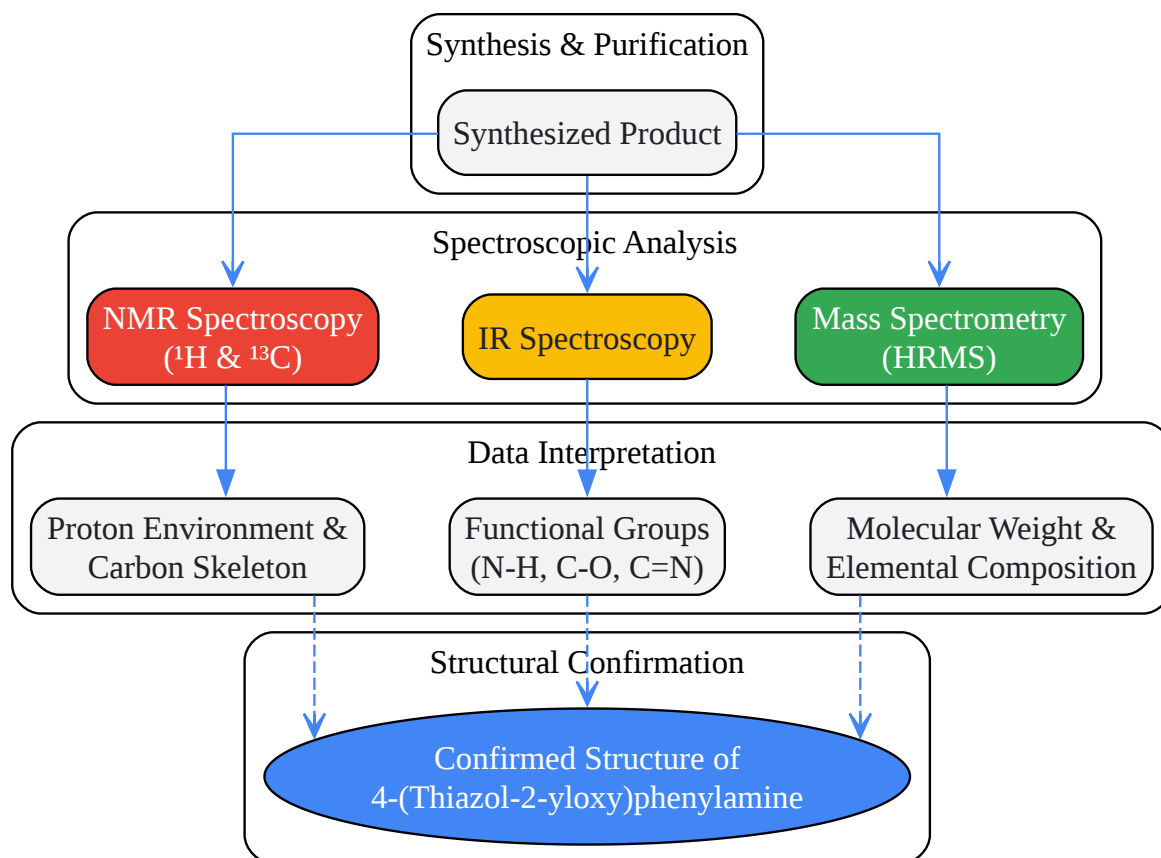 Synthesis & Purification
Synthesized Product
Spectroscopic Analysis
NMR Spectroscopy
(¹H & ¹³C)
IR Spectroscopy
Mass Spectrometry
(HRMS)
Data Interpretation
Proton Environment &
Carbon Skeleton
Functional Groups
(N-H, C-O, C=N)
Molecular Weight &
Elemental Composition
Structural Confirmation
Confirmed Structure of
4-(Thiazol-2-yloxy)phenylamine